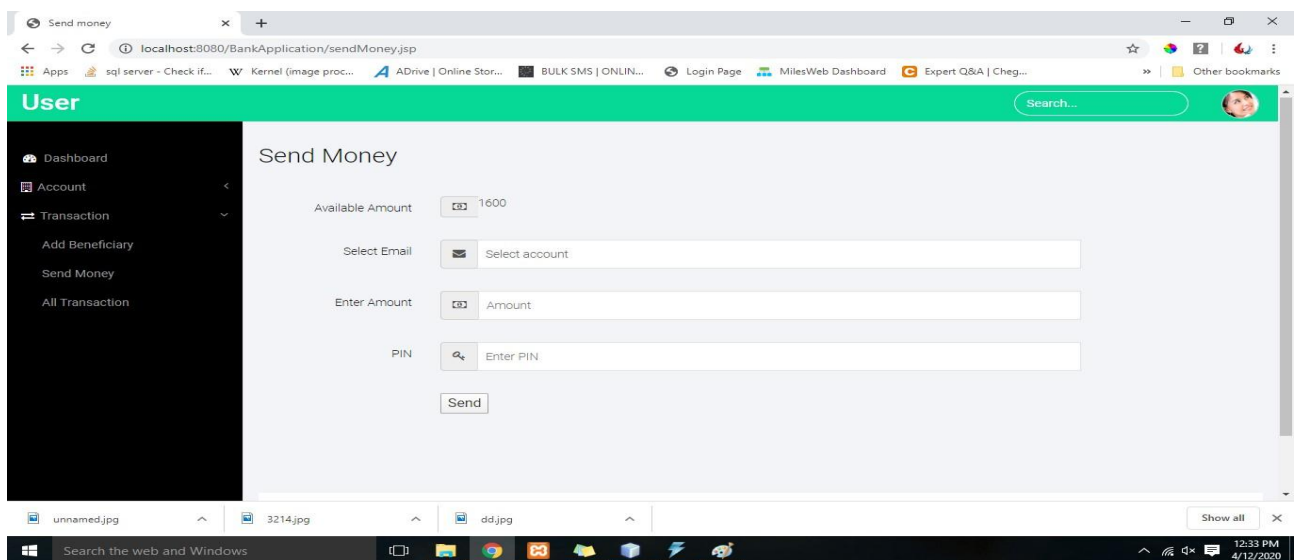 Send money
localhost:8080/BankApplication/sendMoney.jsp
Apps sql server - Check if... Kernel (image proc... ADrive | Online Stor... BULK SMS | ONLIN... Login Page MilesWeb Dashboard Expert Q&A | Cheg... » Other bookmarks
User
Search...
Dashboard
Account
Transaction
Add Beneficiary
Send Money
All Transaction
Send Money
Available Amount 1600
Select Email Select account
Enter Amount Amount
PIN Enter PIN
Send
unnamed.jpg 3214.jpg dd.jpg Show all
Search the web and Windows
12:33 PM
4/12/2020